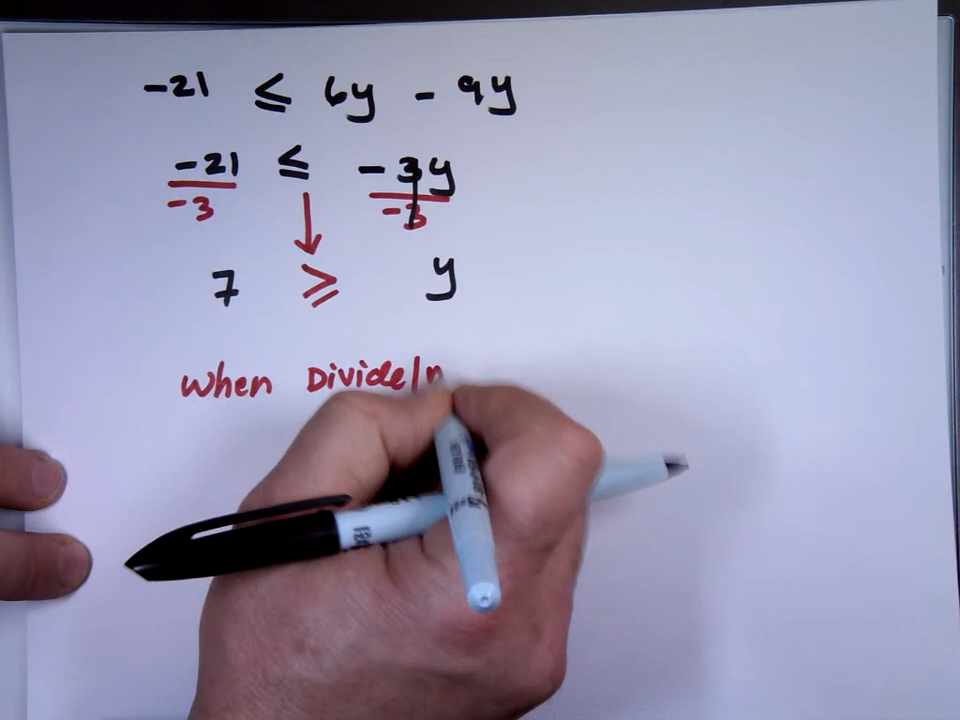 -21 ≤ 6y - 9y
-21 ≤ -3y
-3 -3
7 ≥ y
When Divide/